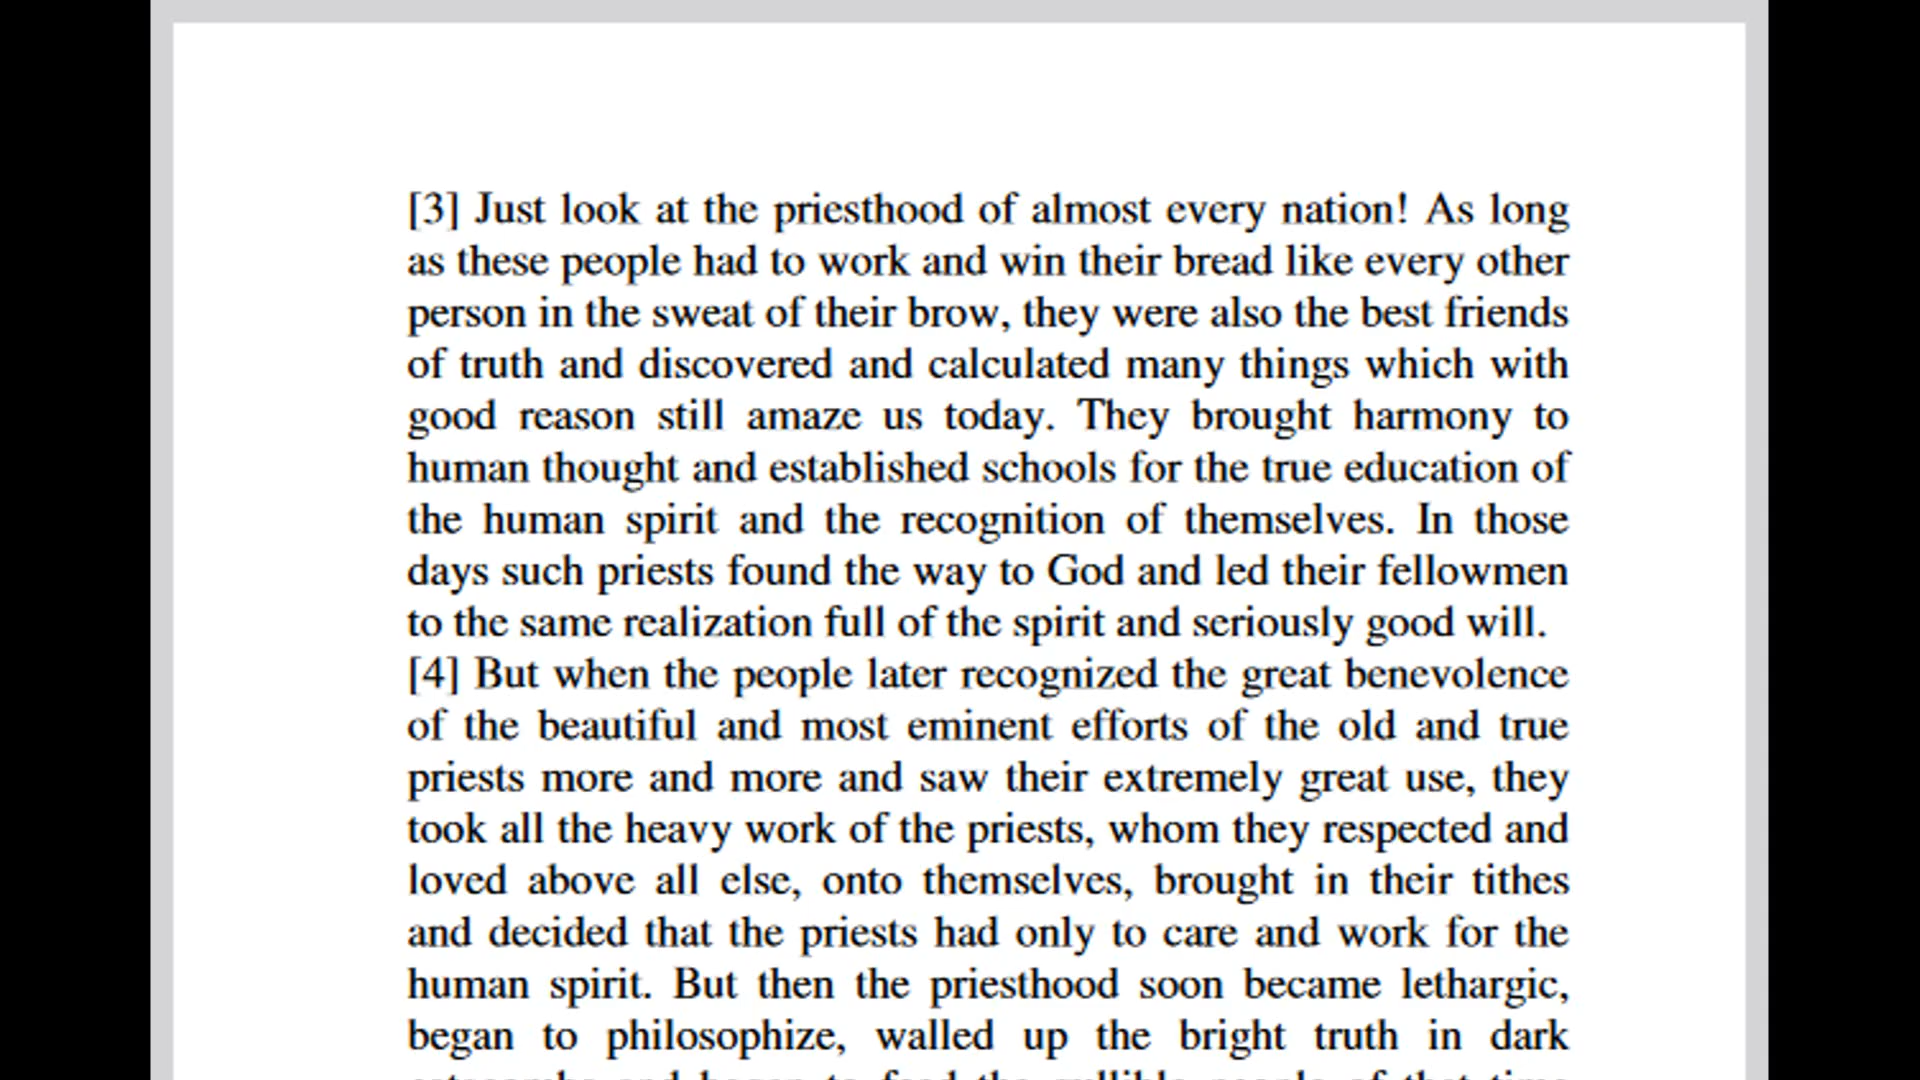 [3] Just look at the priesthood of almost every nation! As long
as these people had to work and win their bread like every other
person in the sweat of their brow, they were also the best friends
of truth and discovered and calculated many things which with
good reason still amaze us today. They brought harmony to
human thought and established schools for the true education of
the human spirit and the recognition of themselves. In those
days such priests found the way to God and led their fellowmen
to the same realization full of the spirit and seriously good will.
[4] But when the people later recognized the great benevolence
of the beautiful and most eminent efforts of the old and true
priests more and more and saw their extremely great use, they
took all the heavy work of the priests, whom they respected and
loved above all else, onto themselves, brought in their tithes
and decided that the priests had only to care and work for the
human spirit. But then the priesthood soon became lethargic,
began to philosophize, walled up the bright truth in dark